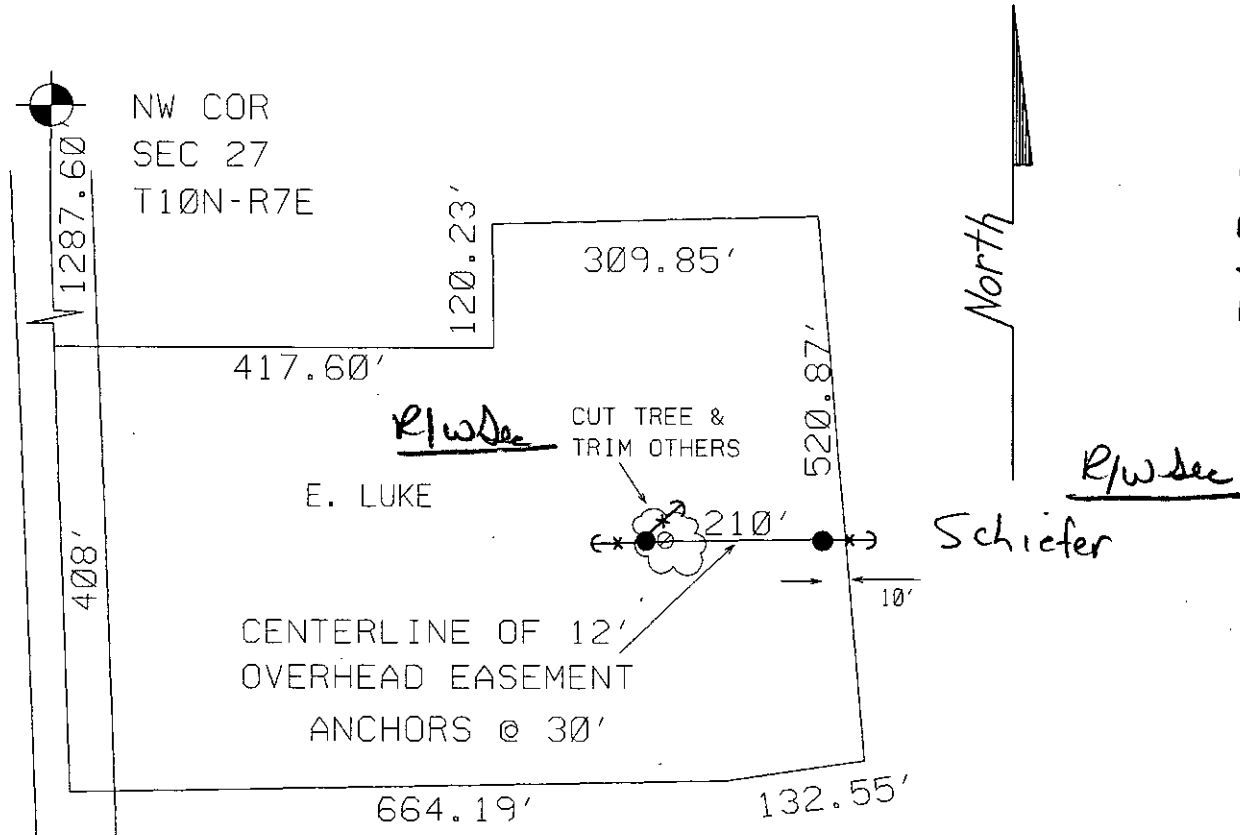 NW COR
SEC 27
T10N-R7E
1287.60'
120.23'
309.85'
North
417.60'
520.87'
R/W Sec
CUT TREE &
TRIM OTHERS
R/W Sec
E. LUKE
210'
Schiefer
10'
408'
CENTERLINE OF 12'
OVERHEAD EASEMENT
ANCHORS @ 30'
664.19'
132.55'